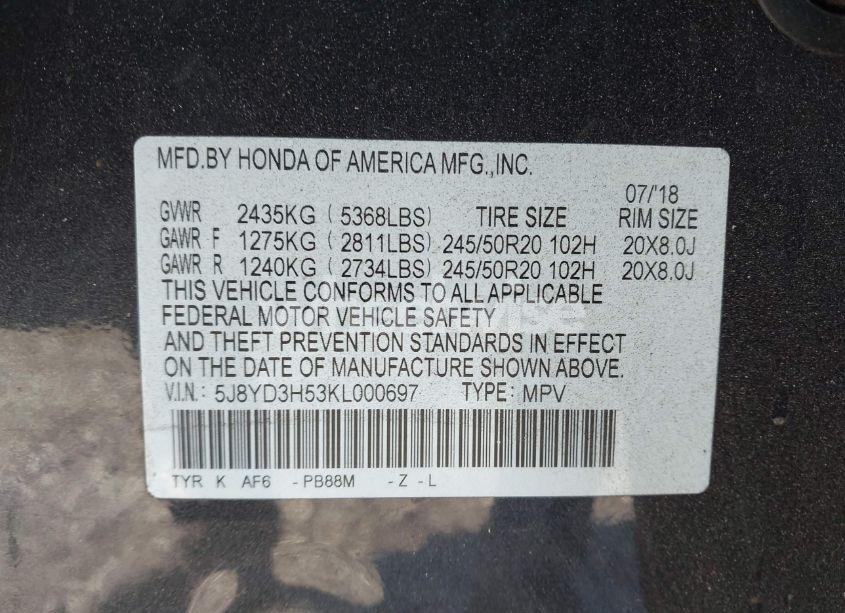 MFD.BY HONDA OF AMERICA MFG.,INC.
07/'18
GVWR 2435KG ( 5368LBS) TIRE SIZE RIM SIZE
GAWR F 1275KG ( 2811LBS) 245/50R20 102H 20X8.0J
GAWR R 1240KG ( 2734LBS) 245/50R20 102H 20X8.0J
THIS VEHICLE CONFORMS TO ALL APPLICABLE
FEDERAL MOTOR VEHICLE SAFETY
AND THEFT PREVENTION STANDARDS IN EFFECT
ON THE DATE OF MANUFACTURE SHOWN ABOVE.
V.I.N.: 5J8YD3H53KL000697 TYPE: MPV
TYR K AF6 -PB88M -Z -L